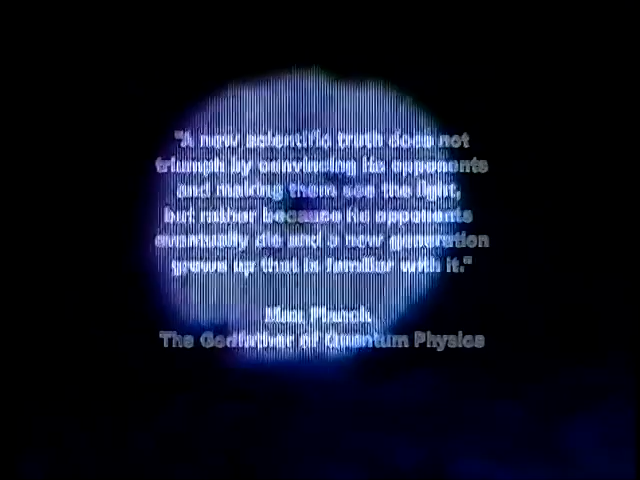 "A new scientific truth does not
triumph by convincing its opponents
and making them see the light,
but rather because its opponents
eventually die and a new generation
grows up that is familiar with it."
Max Planck
The Godfather of Quantum Physics